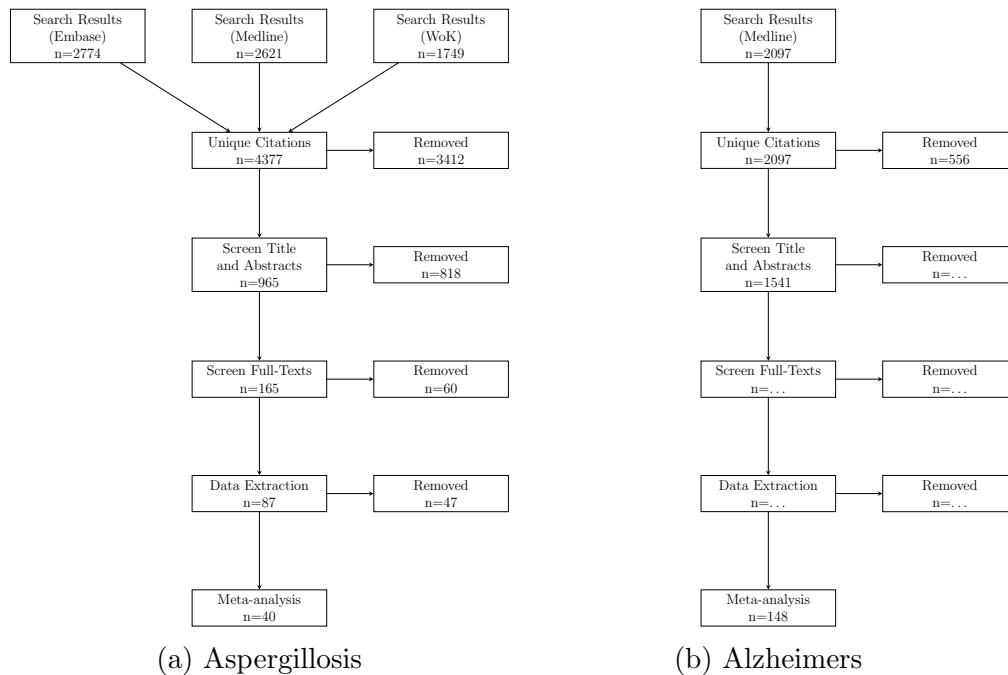 Search Results
(Embase)
n=2774
Search Results
(Medline)
n=2621
Search Results
(WoK)
n=1749
Unique Citations
n=4377
Removed
n=3412
Screen Title
and Abstracts
n=965
Removed
n=818
Screen Full-Texts
n=165
Removed
n=60
Data Extraction
n=87
Removed
n=47
Meta-analysis
n=40
(a) Aspergillosis
Search Results
(Medline)
n=2097
Unique Citations
n=2097
Removed
n=556
Screen Title
and Abstracts
n=1541
Removed
n=...
Screen Full-Texts
n=...
Removed
n=...
Data Extraction
n=...
Removed
n=...
Meta-analysis
n=148
(b) Alzheimers